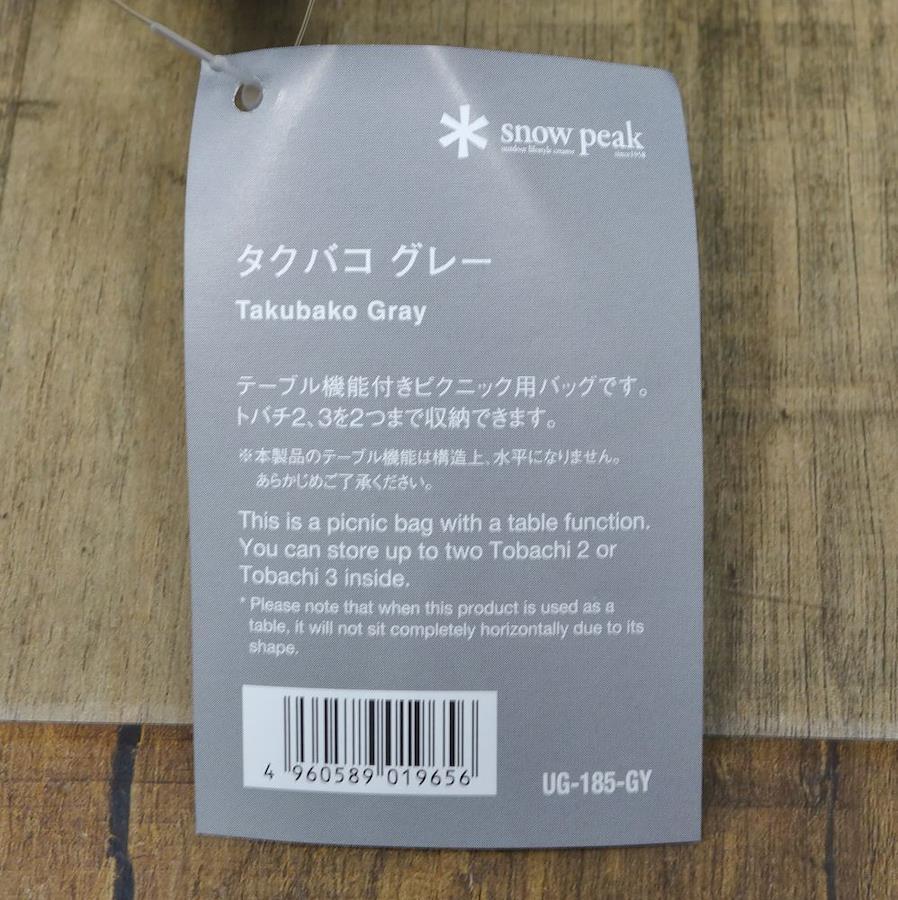 snow peak
outdoor lifestyle creator
since1958
タクバコ グレー
Takubako Gray
テーブル機能付きピクニック用バッグです。
トバチ2、3を2つまで収納できます。
※本製品のテーブル機能は構造上、水平になりません。
あらかじめご了承ください。
This is a picnic bag with a table function.
You can store up to two Tobachi 2 or
Tobachi 3 inside.
* Please note that when this product is used as a
table, it will not sit completely horizontally due to its
shape.
4 960589 019656
UG-185-GY